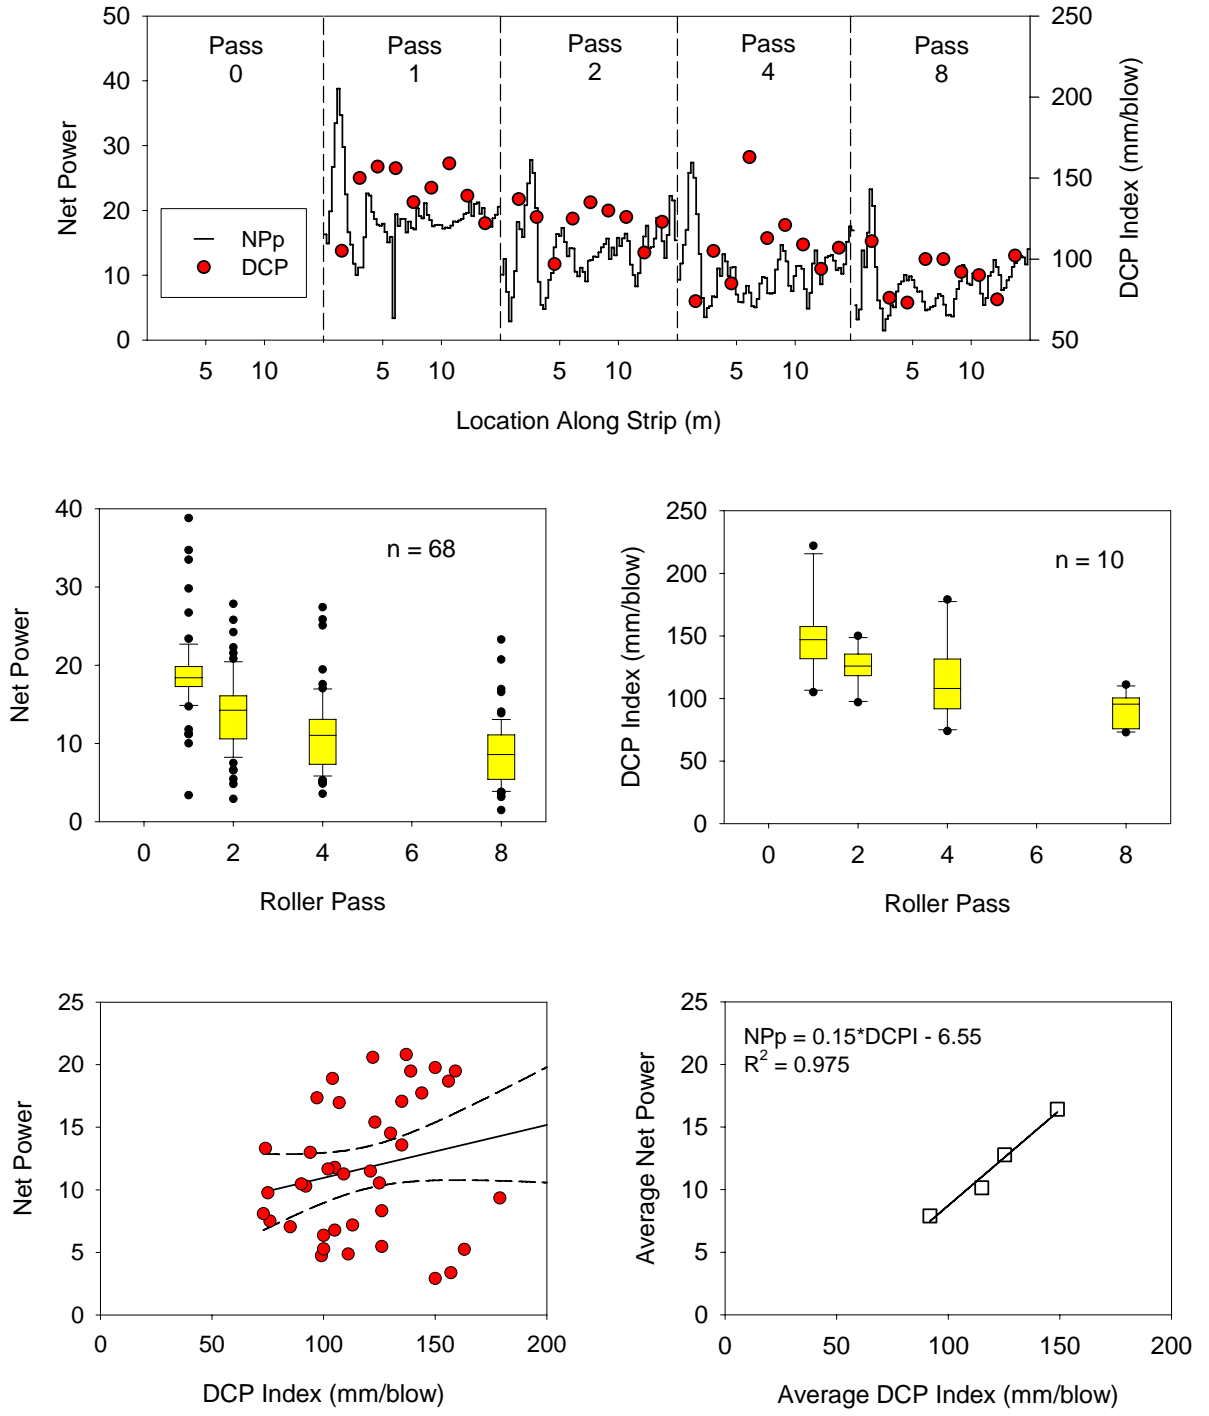 50
40
30
20
10
0
Net Power
250
200
150
100
50
DCP Index (mm/blow)
Pass
0
Pass
1
Pass
2
Pass
4
Pass
8
NPp
DCP
5 10 5 10 5 10 5 10 5 10
Location Along Strip (m)
40
30
20
10
0
Net Power
n = 68
0 2 4 6 8
Roller Pass
250
200
150
100
50
0
DCP Index (mm/blow)
n = 10
0 2 4 6 8
Roller Pass
25
20
15
10
5
0
Net Power
0 50 100 150 200
DCP Index (mm/blow)
25
20
15
10
5
0
Average Net Power
NPp = 0.15*DCPI - 6.55
R² = 0.975
0 50 100 150 200
Average DCP Index (mm/blow)